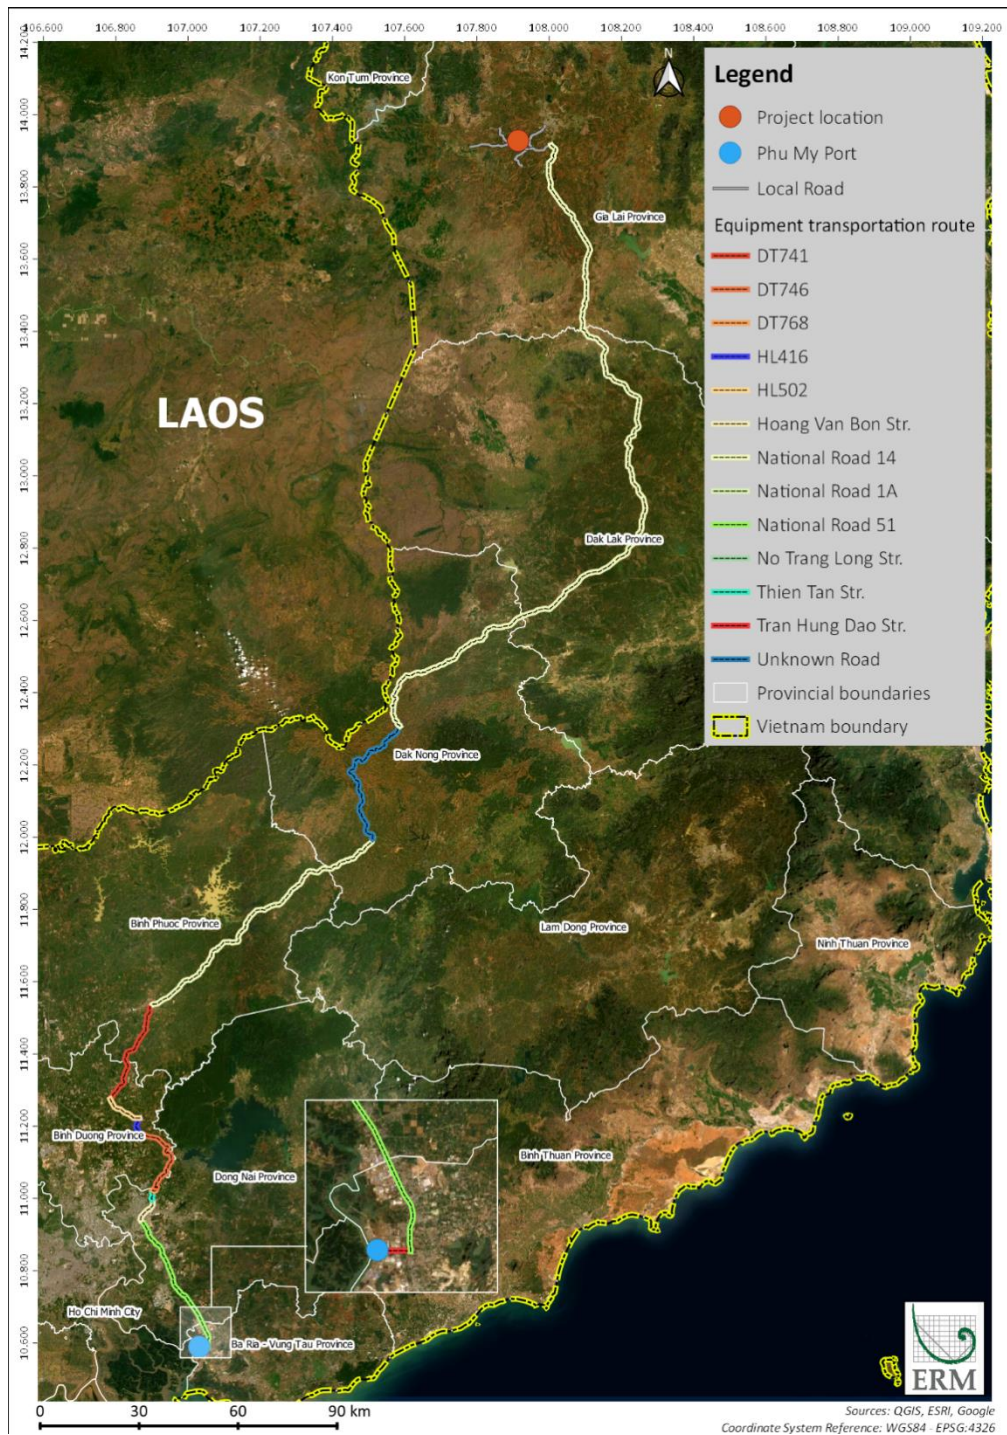 106.600 106.800 107.000 107.200 107.400 107.600 107.800 108.000 108.200 108.400 108.600 108.800 109.000 109.200
14.200
14.000
13.800
13.600
13.400
13.200
13.000
12.800
12.600
12.400
12.200
12.000
11.800
11.600
11.400
11.200
11.000
10.800
10.600
N
Kon Tum Province
Gia Lai Province
LAOS
Dak Lak Province
Dak Nong Province
Binh Phuoc Province
Lam Dong Province
Ninh Thuan Province
Binh Duong Province
Dong Nai Province
Binh Thuan Province
Ho Chi Minh City
Ba Ria - Vung Tau Province
Legend
Project location
Phu My Port
Local Road
Equipment transportation route
DT741
DT746
DT768
HL416
HL502
Hoang Van Bon Str.
National Road 14
National Road 1A
National Road 51
No Trang Long Str.
Thien Tan Str.
Tran Hung Dao Str.
Unknown Road
Provincial boundaries
Vietnam boundary
ERM
0 30 60 90 km
Sources: QGIS, ESRI, Google
Coordinate System Reference: WGS84 - EPSG:4326